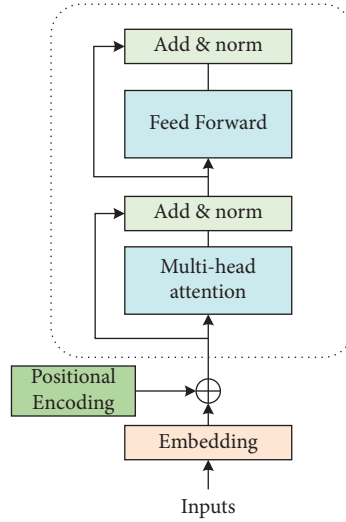 Add & norm
Feed Forward
Add & norm
Multi-head
attention
Positional
Encoding
Embedding
Inputs